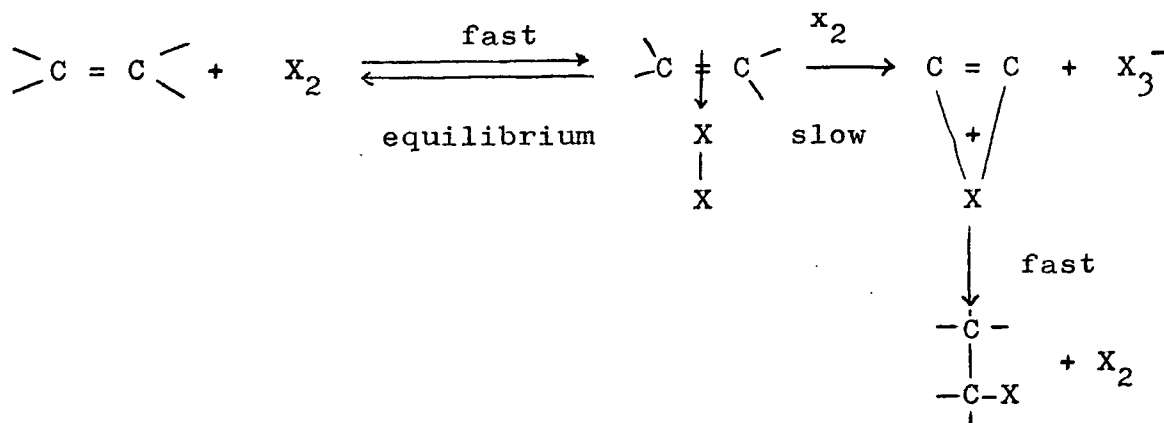 fast x₂
C = C + X₂ C ‡ C C = C + X₃⁻
equilibrium X slow +
X X
fast
-C-
+ X₂
-C-X